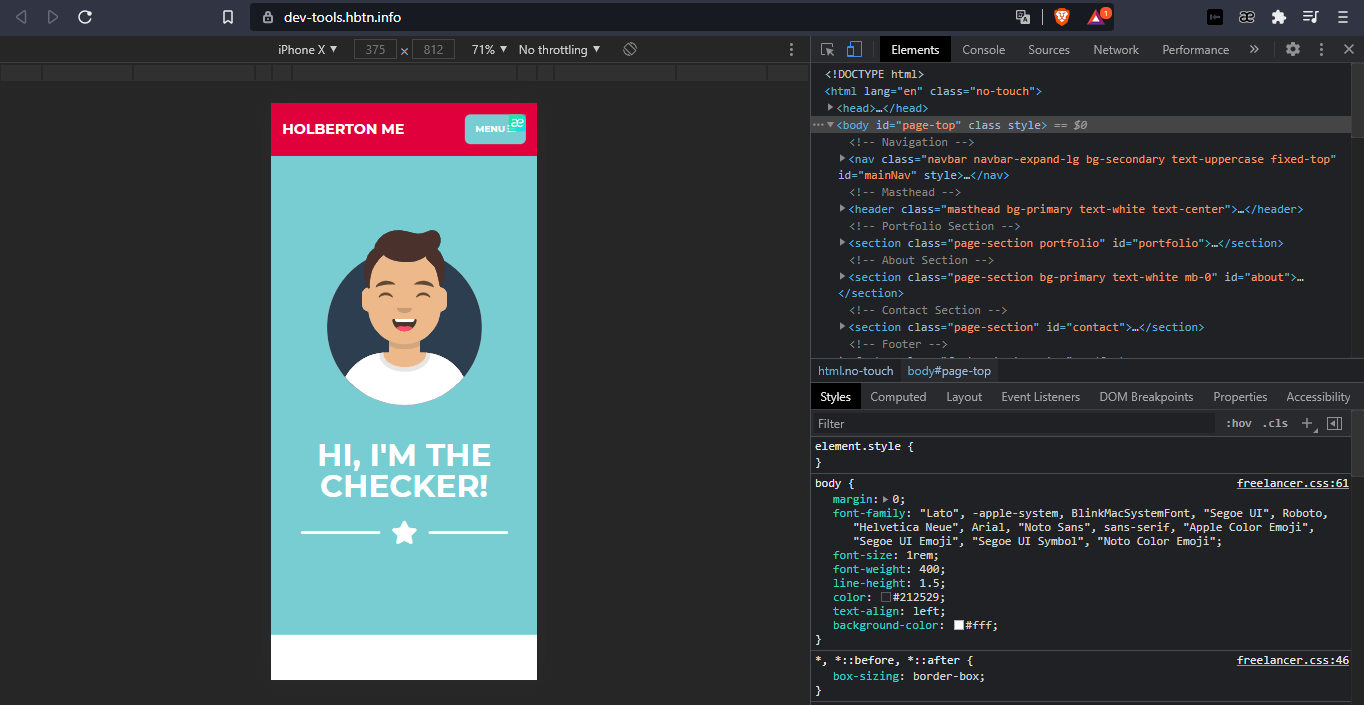 dev-tools.hbtn.info
1
iPhone X ▼ 375 × 812 71% ▼ No throttling ▼
HOLBERTON ME
MENU
æ
HI, I'M THE
CHECKER!
Elements Console Sources Network Performance »
<!DOCTYPE html>
<html lang="en" class="no-touch">
▶<head>…</head>
⋯▼<body id="page-top" class style> == $0
<!-- Navigation -->
▶<nav class="navbar navbar-expand-lg bg-secondary text-uppercase fixed-top"
id="mainNav" style>…</nav>
<!-- Masthead -->
▶<header class="masthead bg-primary text-white text-center">…</header>
<!-- Portfolio Section -->
▶<section class="page-section portfolio" id="portfolio">…</section>
<!-- About Section -->
▶<section class="page-section bg-primary text-white mb-0" id="about">…
</section>
<!-- Contact Section -->
▶<section class="page-section" id="contact">…</section>
<!-- Footer -->
html.no-touch body#page-top
Styles Computed Layout Event Listeners DOM Breakpoints Properties Accessibility
Filter :hov .cls +
element.style {
}
body { freelancer.css:61
margin:▶0;
font-family: "Lato", -apple-system, BlinkMacSystemFont, "Segoe UI", Roboto,
"Helvetica Neue", Arial, "Noto Sans", sans-serif, "Apple Color Emoji",
"Segoe UI Emoji", "Segoe UI Symbol", "Noto Color Emoji";
font-size: 1rem;
font-weight: 400;
line-height: 1.5;
color: #212529;
text-align: left;
background-color: #fff;
}
*, *::before, *::after { freelancer.css:46
box-sizing: border-box;
}